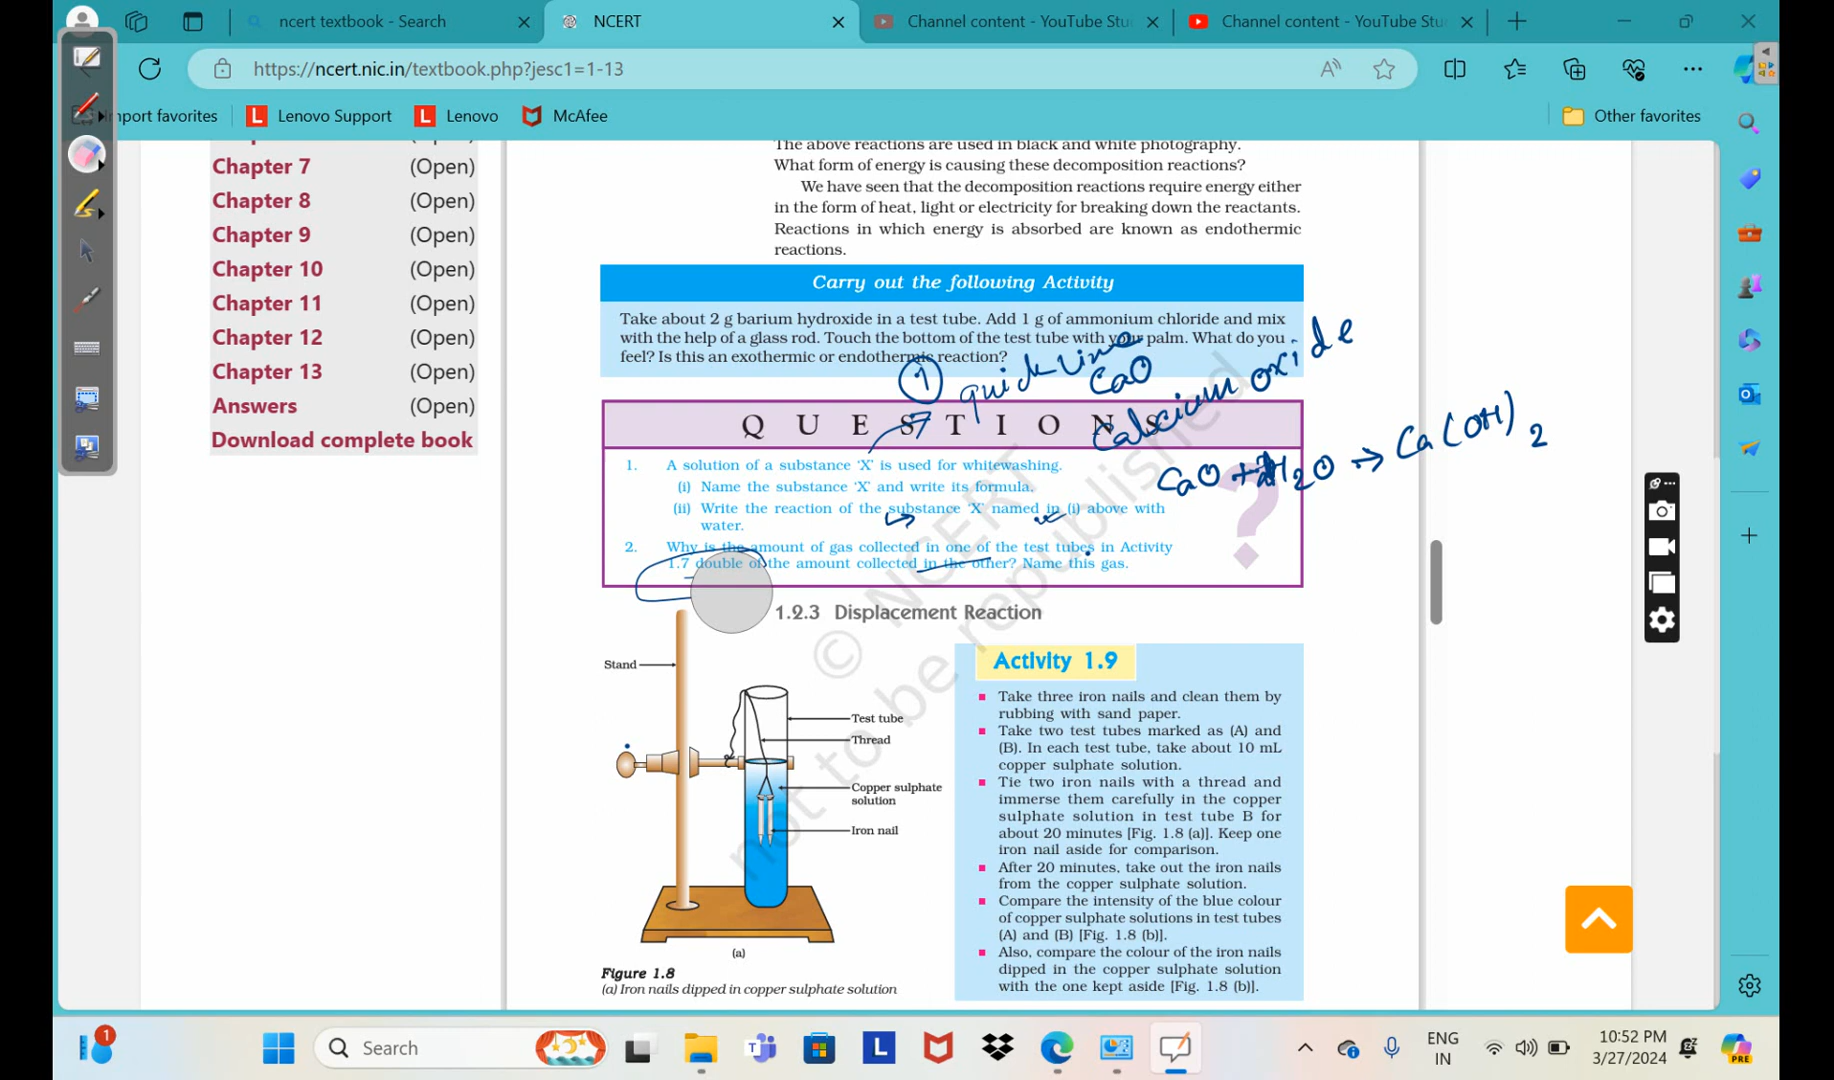 ncert textbook - Search
NCERT
Channel content - YouTube Stu
Channel content - YouTube Stu
https://ncert.nic.in/textbook.php?jesc1=1-13
Import favorites
Lenovo Support
Lenovo
McAfee
Other favorites
Chapter 7 (Open)
Chapter 8 (Open)
Chapter 9 (Open)
Chapter 10 (Open)
Chapter 11 (Open)
Chapter 12 (Open)
Chapter 13 (Open)
Answers (Open)
Download complete book
The above reactions are used in black and white photography.
What form of energy is causing these decomposition reactions?
We have seen that the decomposition reactions require energy either
in the form of heat, light or electricity for breaking down the reactants.
Reactions in which energy is absorbed are known as endothermic
reactions.
Carry out the following Activity
Take about 2 g barium hydroxide in a test tube. Add 1 g of ammonium chloride and mix
with the help of a glass rod. Touch the bottom of the test tube with your palm. What do you
feel? Is this an exothermic or endothermic reaction?
1 quick lime
CaO
Calcium oxide
QUESTIONS
CaO + H2O → Ca(OH)2
1. A solution of a substance ‘X’ is used for whitewashing.
(i) Name the substance ‘X’ and write its formula.
(ii) Write the reaction of the substance ‘X’ named in (i) above with
water.
2. Why is the amount of gas collected in one of the test tubes in Activity
1.7 double of the amount collected in the other? Name this gas.
?
1.2.3 Displacement Reaction
Stand
Test tube
Thread
Copper sulphate
solution
Iron nail
(a)
Figure 1.8
(a) Iron nails dipped in copper sulphate solution
Activity 1.9
Take three iron nails and clean them by
rubbing with sand paper.
Take two test tubes marked as (A) and
(B). In each test tube, take about 10 mL
copper sulphate solution.
Tie two iron nails with a thread and
immerse them carefully in the copper
sulphate solution in test tube B for
about 20 minutes [Fig. 1.8 (a)]. Keep one
iron nail aside for comparison.
After 20 minutes, take out the iron nails
from the copper sulphate solution.
Compare the intensity of the blue colour
of copper sulphate solutions in test tubes
(A) and (B) [Fig. 1.8 (b)].
Also, compare the colour of the iron nails
dipped in the copper sulphate solution
with the one kept aside [Fig. 1.8 (b)].
© NCERT
not to be republished
1
Search
ENG
IN
10:52 PM
3/27/2024
PRE